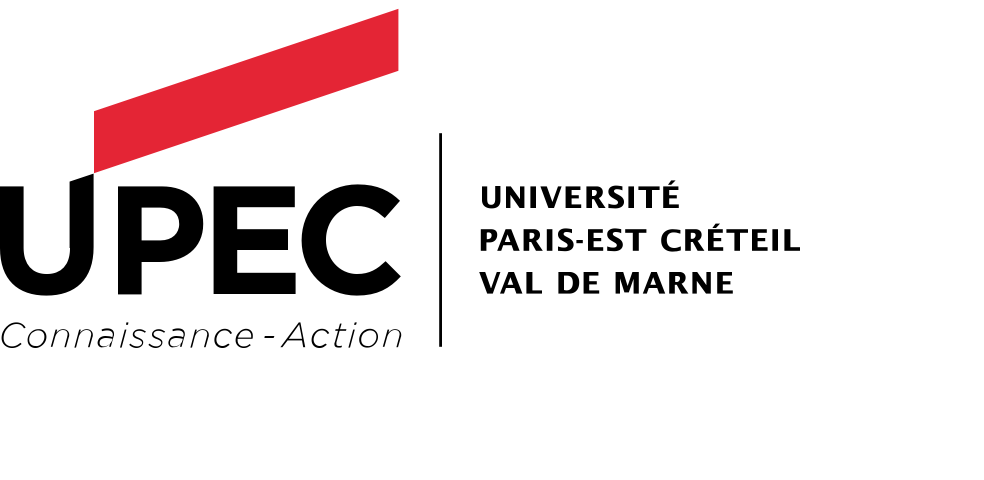 UPEC
Connaissance - Action
UNIVERSITÉ
PARIS-EST CRÉTEIL
VAL DE MARNE